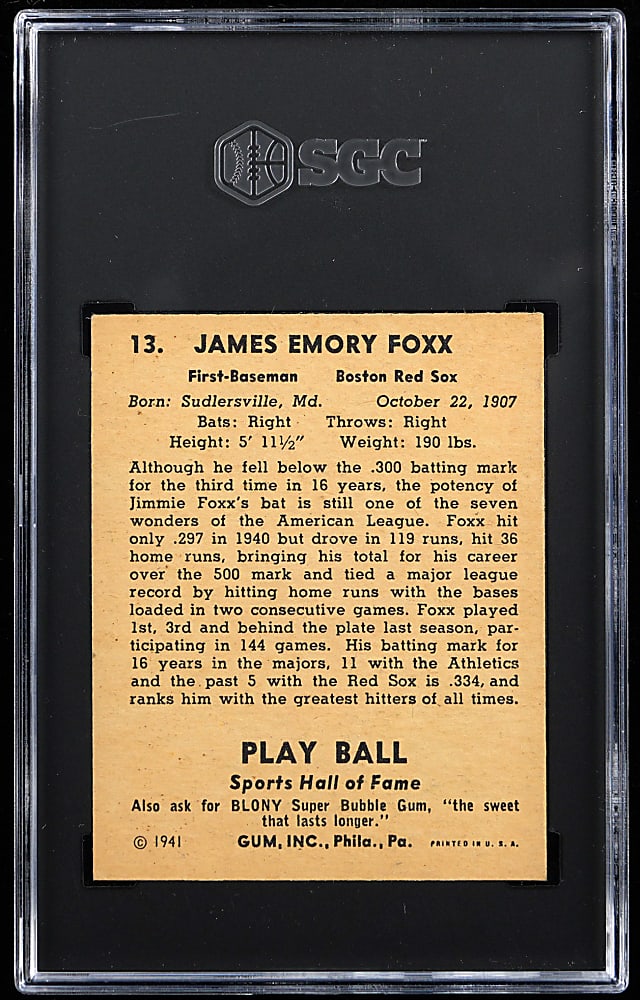 SGC
13. JAMES EMORY FOXX
First-Baseman Boston Red Sox
Born: Sudlersville, Md. October 22, 1907
Bats: Right Throws: Right
Height: 5' 11½" Weight: 190 lbs.
Although he fell below the .300 batting mark
for the third time in 16 years, the potency of
Jimmie Foxx's bat is still one of the seven
wonders of the American League. Foxx hit
only .297 in 1940 but drove in 119 runs, hit 36
home runs, bringing his total for his career
over the 500 mark and tied a major league
record by hitting home runs with the bases
loaded in two consecutive games. Foxx played
1st, 3rd and behind the plate last season, par-
ticipating in 144 games. His batting mark for
16 years in the majors, 11 with the Athletics
and the past 5 with the Red Sox is .334, and
ranks him with the greatest hitters of all times.
PLAY BALL
Sports Hall of Fame
Also ask for BLONY Super Bubble Gum, "the sweet
that lasts longer."
© 1941 GUM, INC., Phila., Pa. PRINTED IN U. S. A.